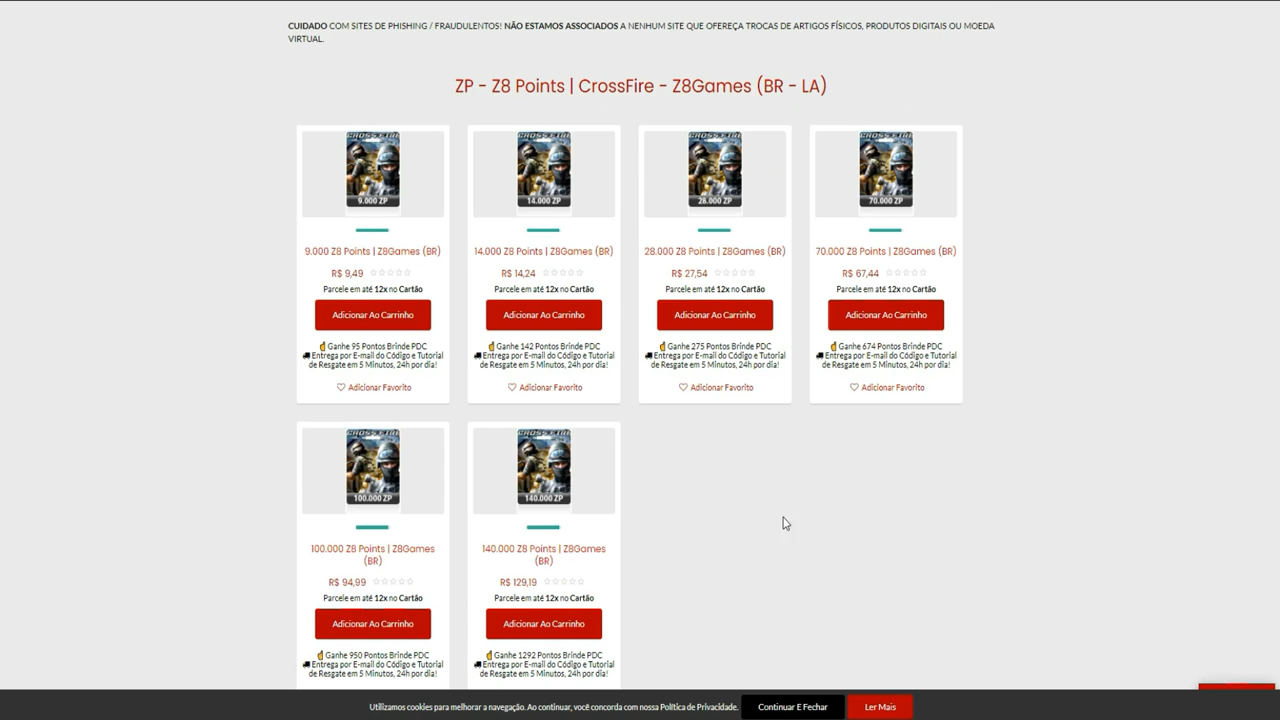 CUIDADO COM SITES DE PHISHING / FRAUDULENTOS! NÃO ESTAMOS ASSOCIADOS A NENHUM SITE QUE OFEREÇA TROCAS DE ARTIGOS FÍSICOS, PRODUTOS DIGITAIS OU MOEDA
VIRTUAL.
ZP - Z8 Points | CrossFire - Z8Games (BR - LA)
CROSSFIRE
9.000 ZP
9.000 Z8 Points | Z8Games (BR)
R$ 9,49
Parcele em até 12x no Cartão
Adicionar Ao Carrinho
Ganhe 95 Pontos Brinde PDC
Entrega por E-mail do Código e Tutorial
de Resgate em 5 Minutos, 24h por dia!
Adicionar Favorito
CROSSFIRE
14.000 ZP
14.000 Z8 Points | Z8Games (BR)
R$ 14,24
Parcele em até 12x no Cartão
Adicionar Ao Carrinho
Ganhe 142 Pontos Brinde PDC
Entrega por E-mail do Código e Tutorial
de Resgate em 5 Minutos, 24h por dia!
Adicionar Favorito
CROSSFIRE
28.000 ZP
28.000 Z8 Points | Z8Games (BR)
R$ 27,54
Parcele em até 12x no Cartão
Adicionar Ao Carrinho
Ganhe 275 Pontos Brinde PDC
Entrega por E-mail do Código e Tutorial
de Resgate em 5 Minutos, 24h por dia!
Adicionar Favorito
CROSSFIRE
70.000 ZP
70.000 Z8 Points | Z8Games (BR)
R$ 67,44
Parcele em até 12x no Cartão
Adicionar Ao Carrinho
Ganhe 674 Pontos Brinde PDC
Entrega por E-mail do Código e Tutorial
de Resgate em 5 Minutos, 24h por dia!
Adicionar Favorito
CROSSFIRE
100.000 ZP
100.000 Z8 Points | Z8Games
(BR)
R$ 94,99
Parcele em até 12x no Cartão
Adicionar Ao Carrinho
Ganhe 950 Pontos Brinde PDC
Entrega por E-mail do Código e Tutorial
de Resgate em 5 Minutos, 24h por dia!
CROSSFIRE
140.000 ZP
140.000 Z8 Points | Z8Games
(BR)
R$ 129,19
Parcele em até 12x no Cartão
Adicionar Ao Carrinho
Ganhe 1292 Pontos Brinde PDC
Entrega por E-mail do Código e Tutorial
de Resgate em 5 Minutos, 24h por dia!
Utilizamos cookies para melhorar a navegação. Ao continuar, você concorda com nossa Política de Privacidade. Continuar E Fechar Ler Mais